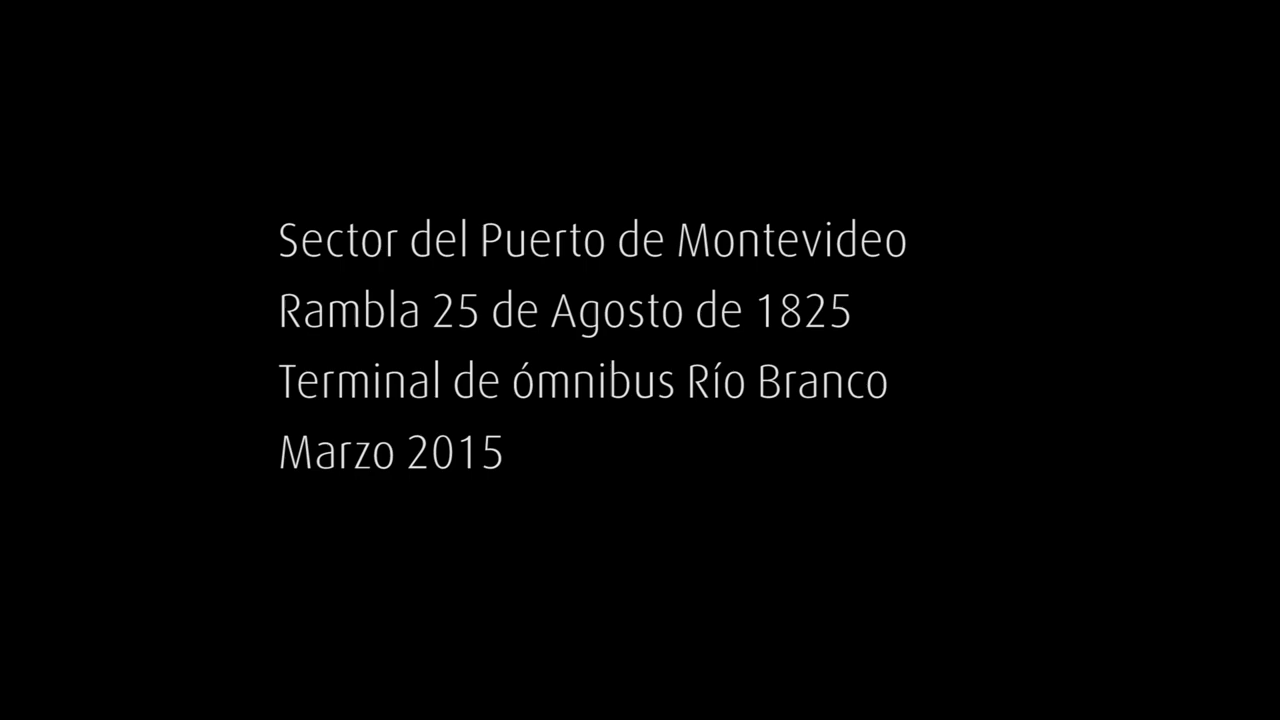 Sector del Puerto de Montevideo
Rambla 25 de Agosto de 1825
Terminal de ómnibus Río Branco
Marzo 2015